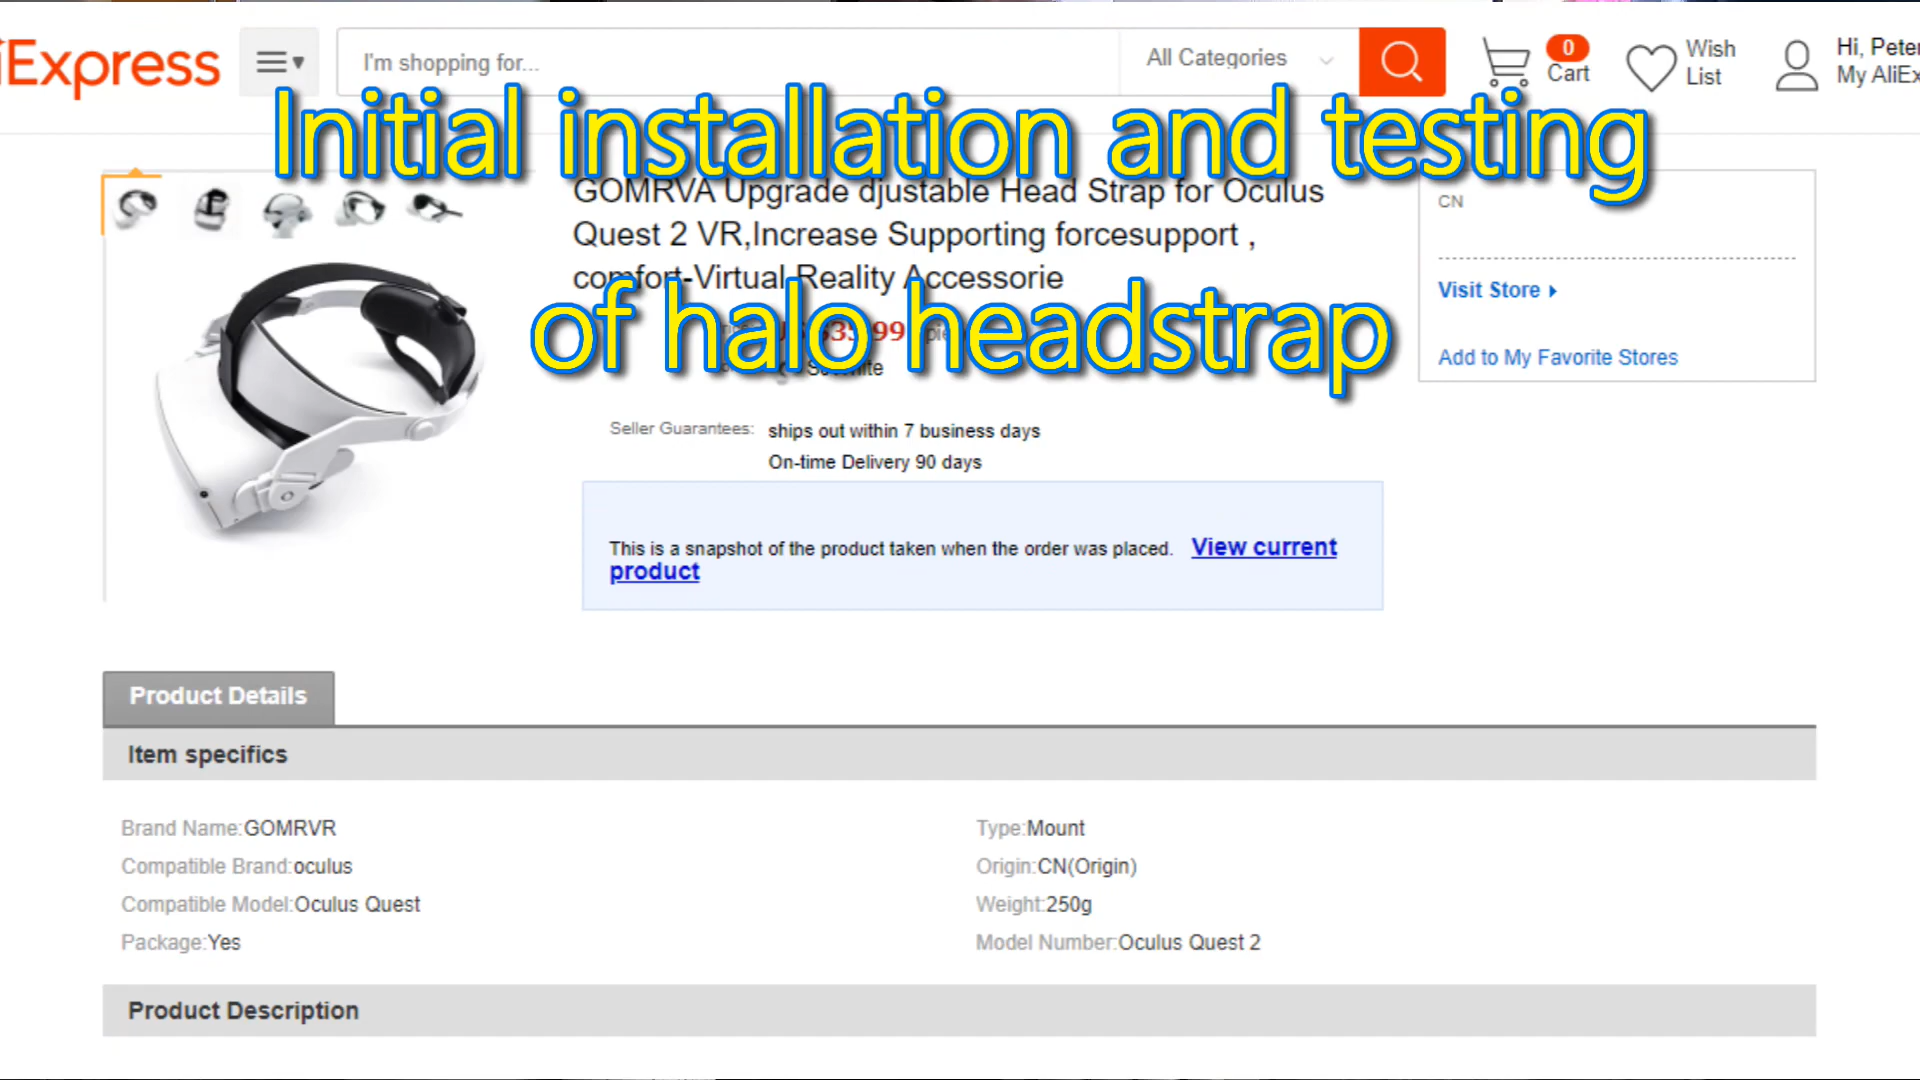 iExpress
I'm shopping for...
All Categories
0
Cart
Wish
List
Hi, Peter
My AliEx
Initial installation and testing
of halo headstrap
GOMRVA Upgrade djustable Head Strap for Oculus
Quest 2 VR,Increase Supporting forcesupport ,
comfort-Virtual Reality Accessorie
Seller Guarantees: ships out within 7 business days
On-time Delivery 90 days
This is a snapshot of the product taken when the order was placed. View current
product
CN
Visit Store
Add to My Favorite Stores
Product Details
Item specifics
Brand Name:GOMRVR
Type:Mount
Compatible Brand:oculus
Origin:CN(Origin)
Compatible Model:Oculus Quest
Weight:250g
Package:Yes
Model Number:Oculus Quest 2
Product Description